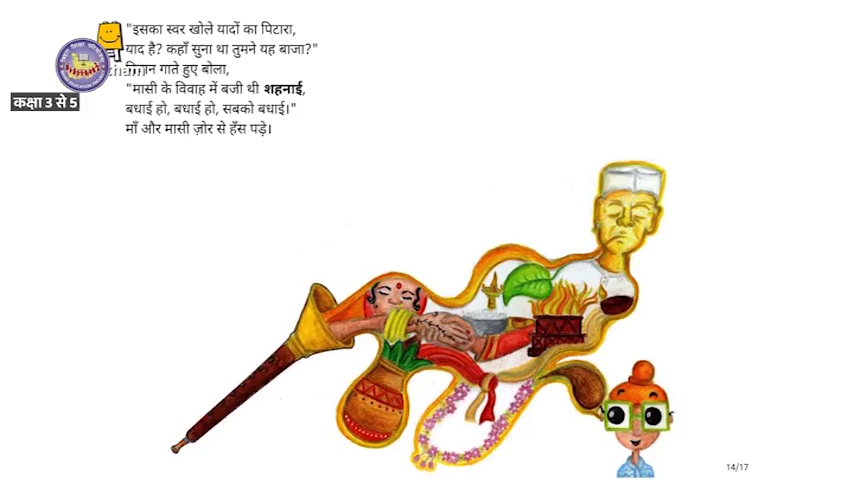 "इसका स्वर खोले यादों का पिटारा,
याद है? कहाँ सुना था तुमने यह बाजा?"
गाते हुए बोला,
"मासी के विवाह में बजी थी शहनाई,
बधाई हो, बधाई हो, सबको बधाई।"
माँ और मासी ज़ोर से हँस पड़े।
कक्षा 3 से 5
14/17